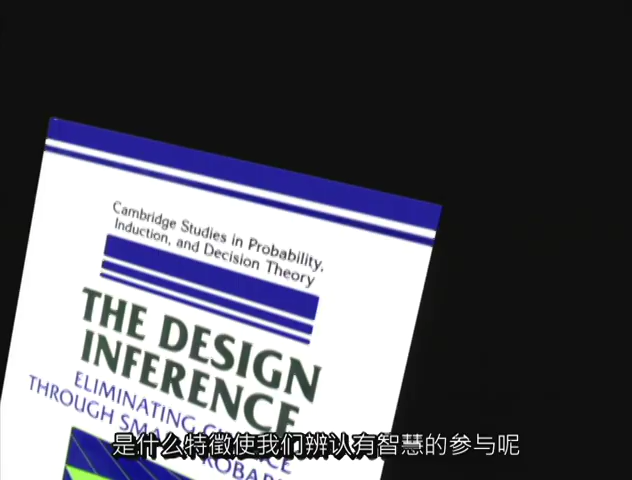 Cambridge Studies in Probability,
Induction, and Decision Theory
THE DESIGN
INFERENCE
ELIMINATING
THROUGH
是什么特徵使我们辨认有智慧的参与呢